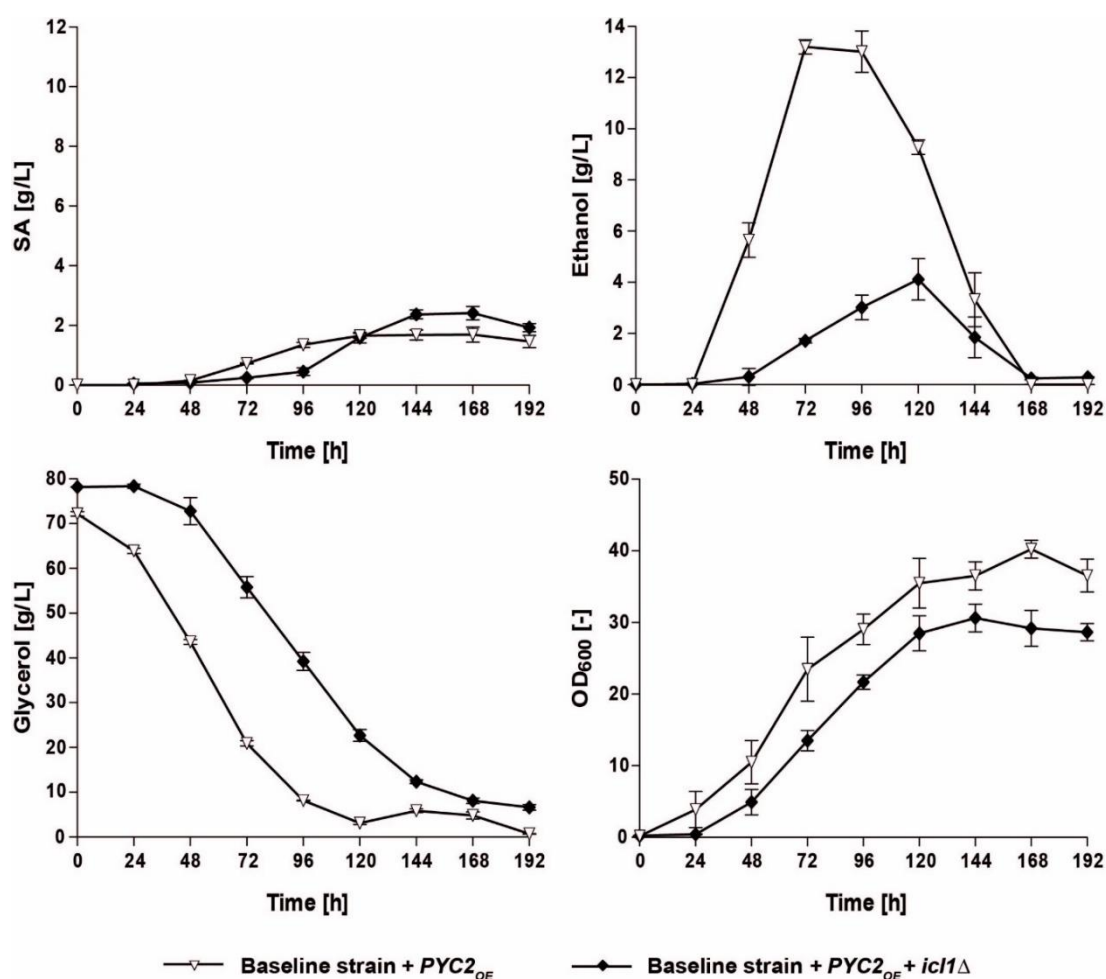 SA [g/L]
12
10
8
6
4
2
0
0 24 48 72 96 120 144 168 192
Time [h]
Ethanol [g/L]
14
12
10
8
6
4
2
0
0 24 48 72 96 120 144 168 192
Time [h]
Glycerol [g/L]
80
70
60
50
40
30
20
10
0
0 24 48 72 96 120 144 168 192
Time [h]
OD600 [-]
50
40
30
20
10
0
0 24 48 72 96 120 144 168 192
Time [h]
Baseline strain + PYC2OE
Baseline strain + PYC2OE + icl1Δ